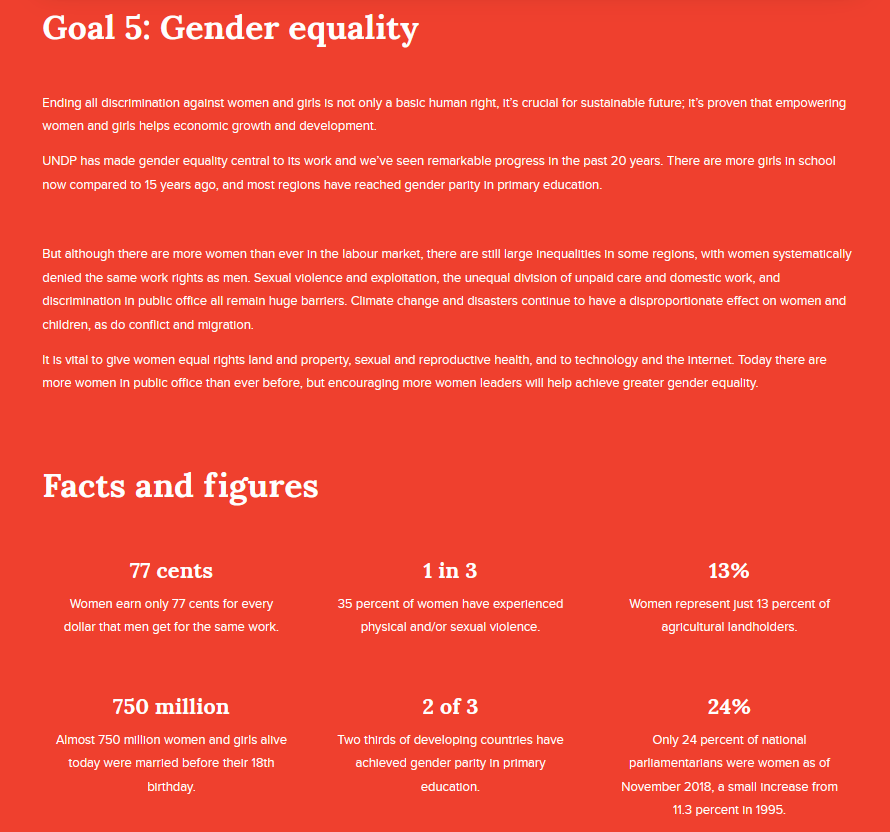 Goal 5: Gender equality
Ending all discrimination against women and girls is not only a basic human right, it's crucial for sustainable future; it's proven that empowering
women and girls helps economic growth and development.
UNDP has made gender equality central to its work and we've seen remarkable progress in the past 20 years. There are more girls in school
now compared to 15 years ago, and most regions have reached gender parity in primary education.
But although there are more women than ever in the labour market, there are still large inequalities in some regions, with women systematically
denied the same work rights as men. Sexual violence and exploitation, the unequal division of unpaid care and domestic work, and
discrimination in public office all remain huge barriers. Climate change and disasters continue to have a disproportionate effect on women and
children, as do conflict and migration.
It is vital to give women equal rights land and property, sexual and reproductive health, and to technology and the internet. Today there are
more women in public office than ever before, but encouraging more women leaders will help achieve greater gender equality.
Facts and figures
77 cents
Women earn only 77 cents for every
dollar that men get for the same work.
1 in 3
35 percent of women have experienced
physical and/or sexual violence.
13%
Women represent just 13 percent of
agricultural landholders.
750 million
Almost 750 million women and girls alive
today were married before their 18th
birthday.
2 of 3
Two thirds of developing countries have
achieved gender parity in primary
education.
24%
Only 24 percent of national
parliamentarians were women as of
November 2018, a small increase from
11.3 percent in 1995.